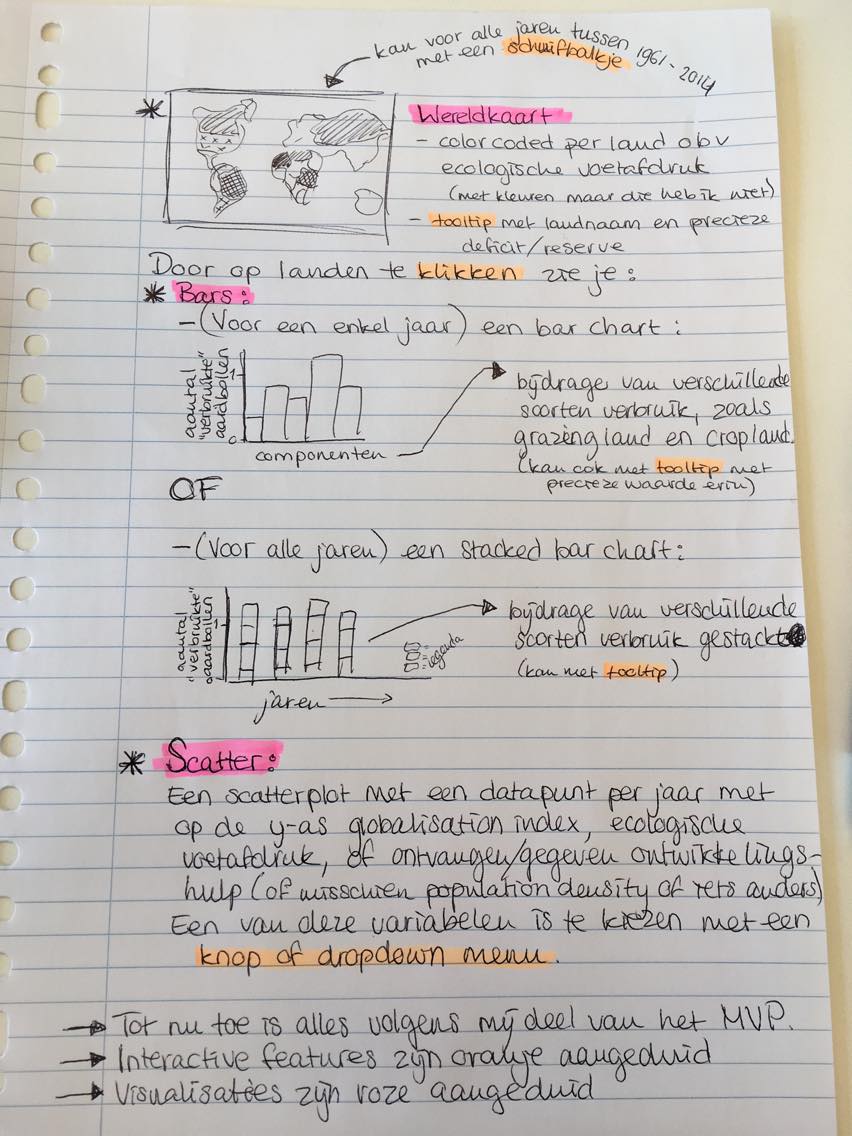 kan voor alle jaren tussen 1961-2014
met een schuifbalkje
* Wereldkaart
- colorcoded per land obv
ecologische voetafdruk
(met kleuren maar die heb ik niet)
- tooltip met landnaam en precieze
deficit/reserve
Door op landen te klikken zie je:
* Bars:
- (Voor een enkel jaar) een bar chart:
aantal
"verbruikte"
aardbollen
1
0
componenten
bijdrage van verschillende
soorten verbruik, zoals
grazingland en cropland.
(kan ook met tooltip met
precieze waarde erin)
OF
- (Voor alle jaren) een stacked bar chart:
aantal
"verbruikte"
aardbollen
1
jaren
legenda
bijdrage van verschillende
soorten verbruik gestackt
(kan met tooltip)
* Scatter:
Een scatterplot met een datapunt per jaar met
op de y-as globalisation index, ecologische
voetafdruk, of ontvangen/gegeven ontwikkelings-
hulp (of misschien population density of iets anders)
Een van deze variabelen is te kiezen met een
knop of dropdown menu.
→ Tot nu toe is alles volgens mij deel van het MVP.
→ Interactive features zijn oranje aangeduid
→ Visualisaties zijn roze aangeduid